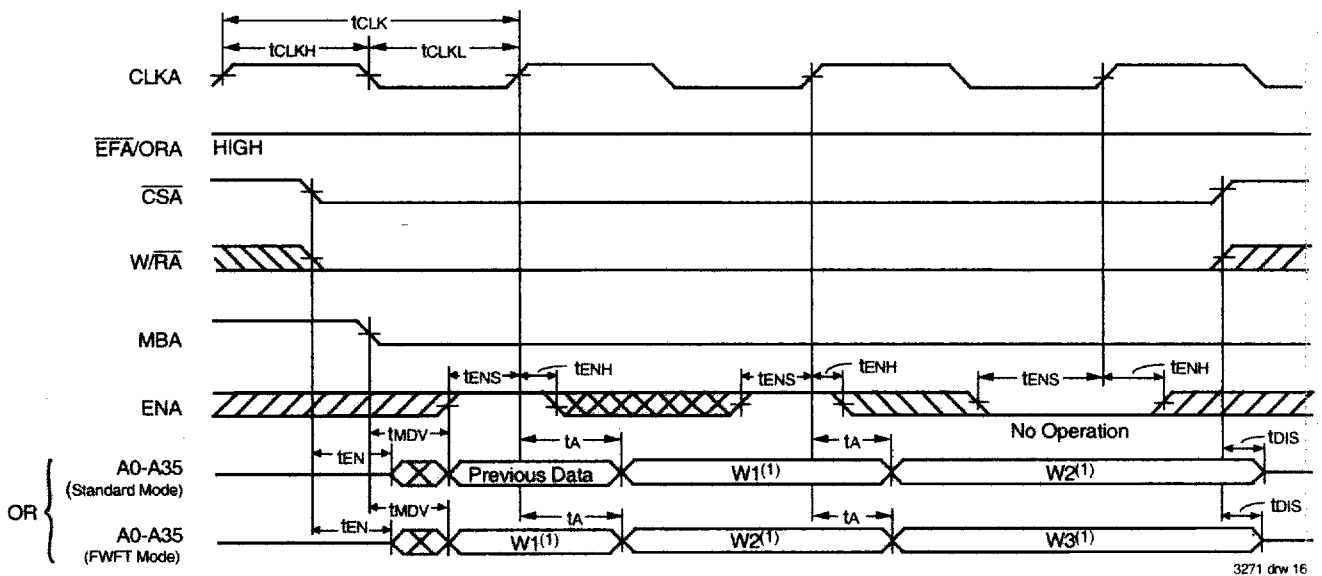 tCLK
tCLKH tCLKL
CLKA
EFA/ORA HIGH
CSA
W/RA
MBA
tENS tENH tENS tENH tENS tENH
ENA
No Operation
tMDV
tEN tA tA tDIS
A0-A35 Previous Data W1(1) W2(1)
(Standard Mode)
OR
tMDV
tEN tA tA tDIS
A0-A35 W1(1) W2(1) W3(1)
(FWFT Mode)
3271 drw 16